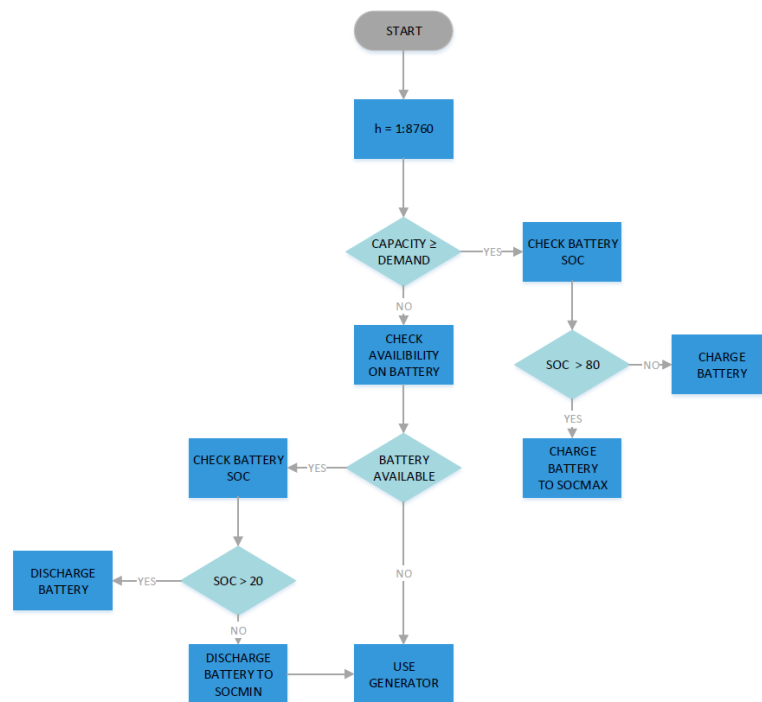 START
h = 1:8760
CAPACITY ≥
DEMAND
YES
CHECK BATTERY
SOC
NO
CHECK
AVAILIBILITY
ON BATTERY
SOC > 80
NO
CHARGE
BATTERY
YES
CHARGE
BATTERY
TO SOCMAX
BATTERY
AVAILABLE
YES
CHECK BATTERY
SOC
NO
SOC > 20
YES
DISCHARGE
BATTERY
NO
DISCHARGE
BATTERY TO
SOCMIN
USE
GENERATOR